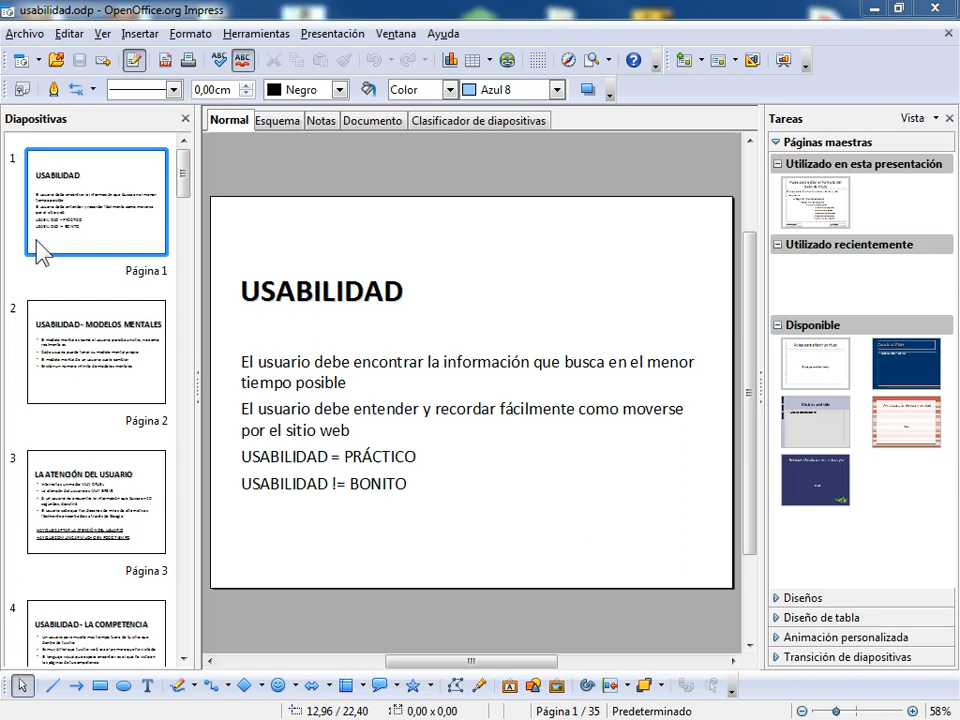 usabilidad.odp - OpenOffice.org Impress
Archivo Editar Ver Insertar Formato Herramientas Presentación Ventana Ayuda
0,00cm Negro Color Azul 8
Diapositivas
Normal Esquema Notas Documento Clasificador de diapositivas
Tareas Vista
Páginas maestras
Utilizado en esta presentación
Utilizado recientemente
Disponible
Diseños
Diseño de tabla
Animación personalizada
Transición de diapositivas
1
USABILIDAD
Página 1
2
USABILIDAD - MODELOS MENTALES
Página 2
3
LA ATENCIÓN DEL USUARIO
Página 3
4
USABILIDAD - LA COMPETENCIA
USABILIDAD
El usuario debe encontrar la información que busca en el menor
tiempo posible
El usuario debe entender y recordar fácilmente como moverse
por el sitio web
USABILIDAD = PRÁCTICO
USABILIDAD != BONITO
12,96 / 22,40 0,00 x 0,00 Página 1 / 35 Predeterminado 58%